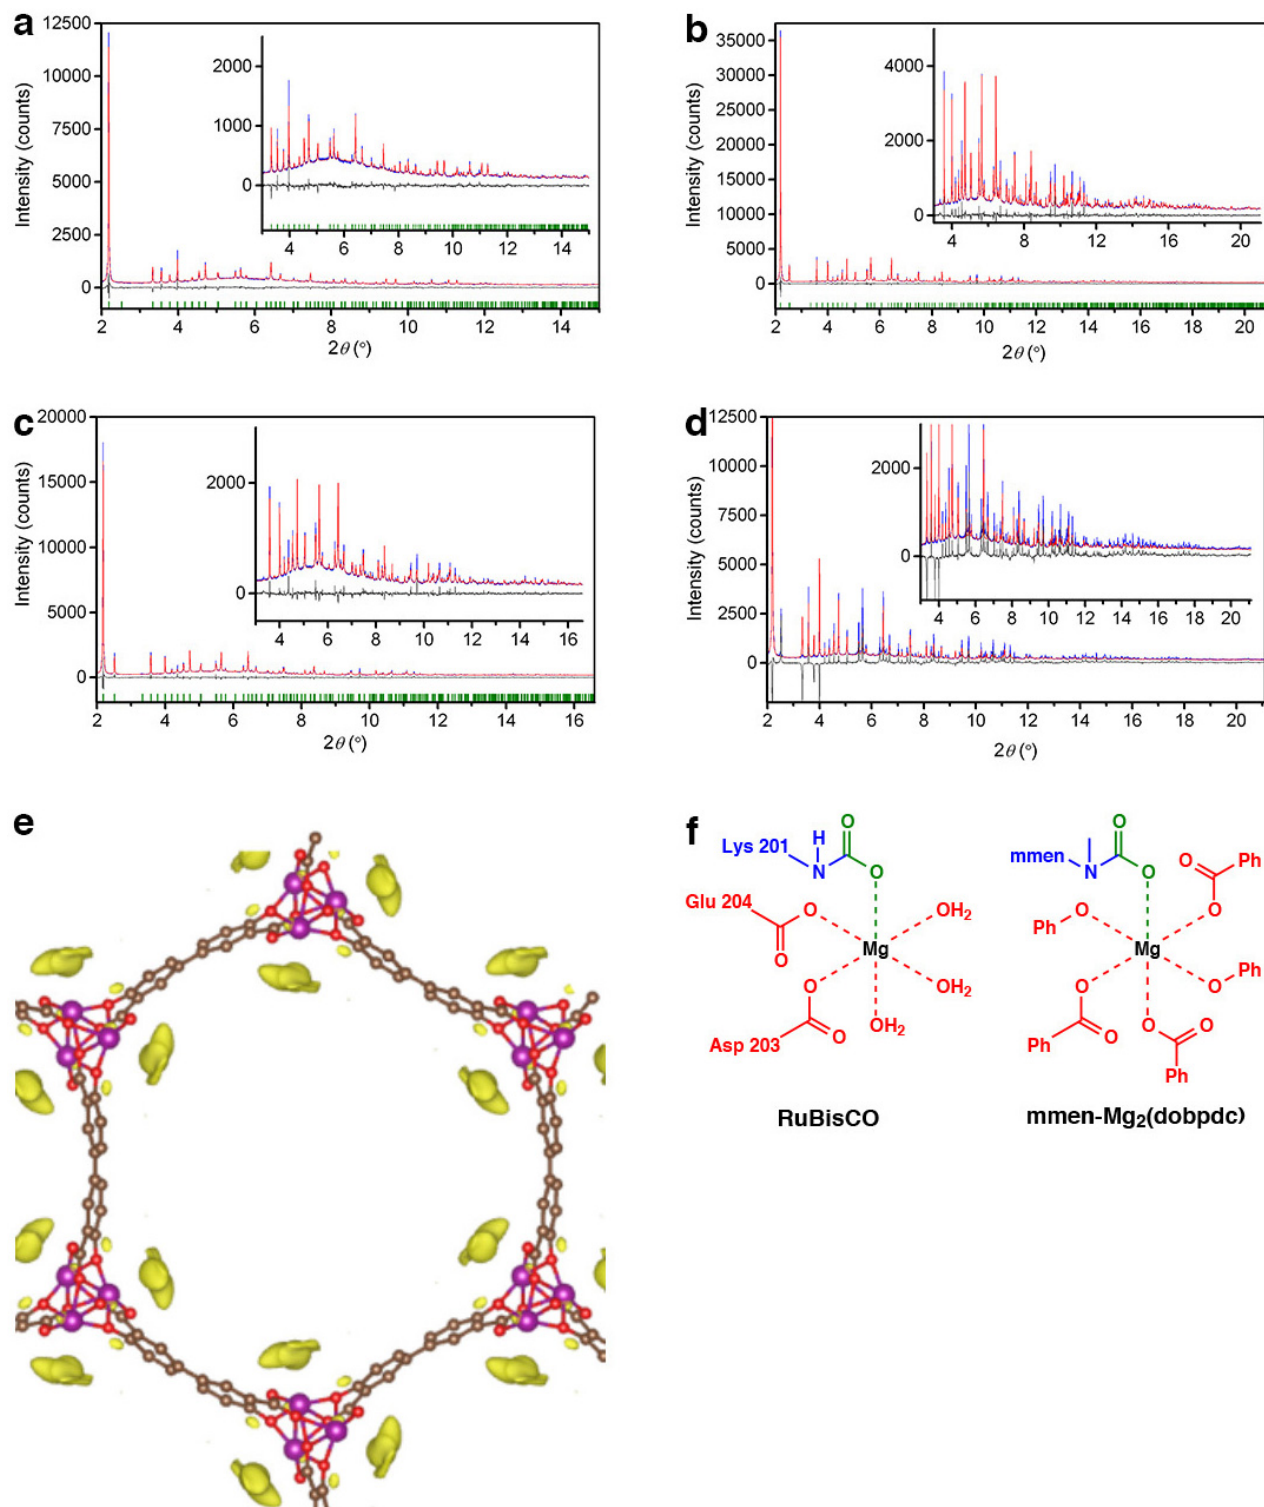 a
12500
10000
7500
5000
2500
0
Intensity (counts)
2000
1000
0
4 6 8 10 12 14
2 4 6 8 10 12 14
2θ (°)
b
35000
30000
25000
20000
15000
10000
5000
0
Intensity (counts)
4000
2000
0
4 8 12 16 20
2 4 6 8 10 12 14 16 18 20
2θ (°)
c
20000
15000
10000
5000
0
Intensity (counts)
2000
0
4 6 8 10 12 14 16
2 4 6 8 10 12 14 16
2θ (°)
d
12500
10000
7500
5000
2500
0
Intensity (counts)
2000
0
4 6 8 10 12 14 16 18 20
2 4 6 8 10 12 14 16 18 20
2θ (°)
e
f
O
Lys 201 H
N O
Glu 204 O OH₂
O Mg
O OH₂
OH₂
Asp 203 O
RuBisCO
O
mmen
N O
O Ph
O
O
Ph
Mg
O O Ph
O O
Ph O
Ph
mmen-Mg₂(dobpdc)